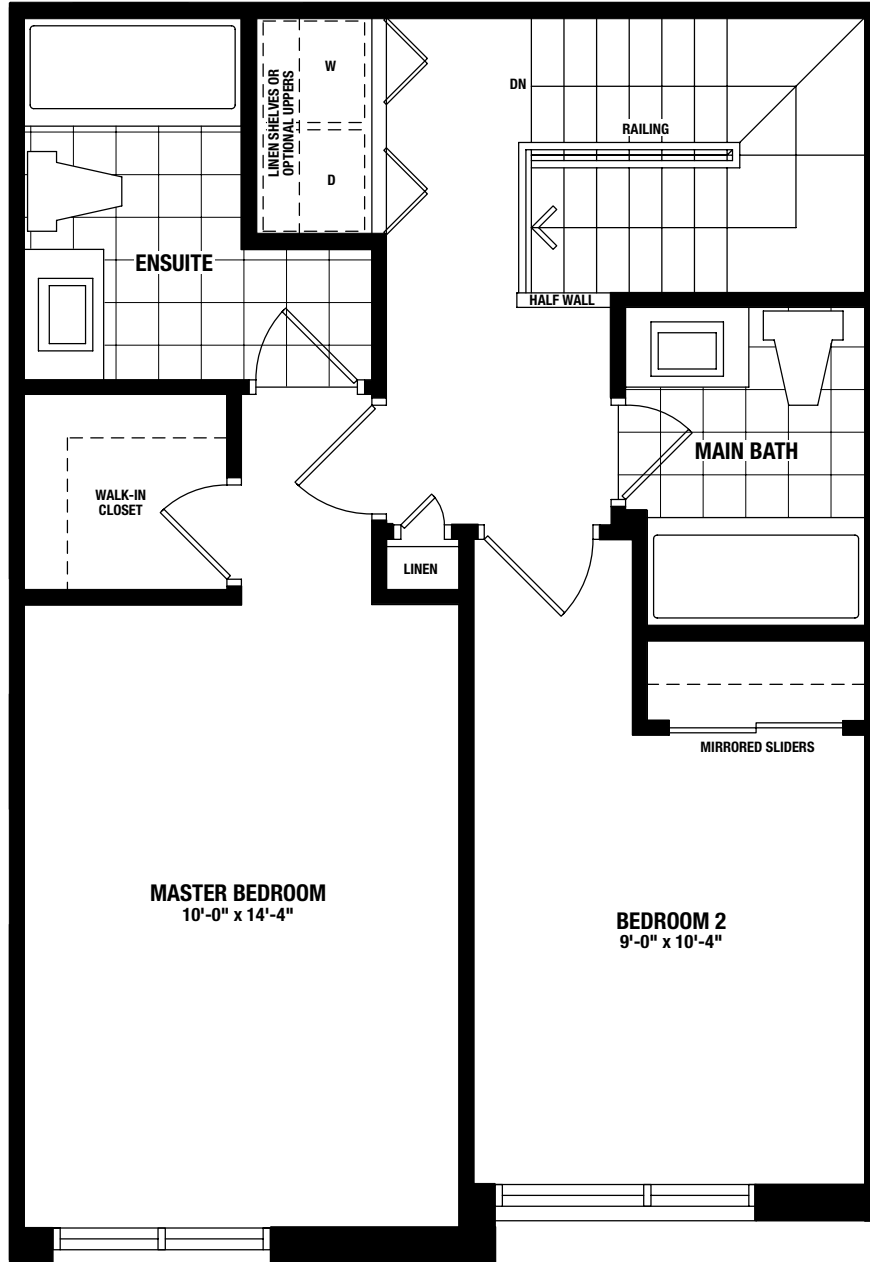 LINEN SHELVES OR
OPTIONAL UPPERS
W
D
DN
RAILING
HALF WALL
ENSUITE
WALK-IN
CLOSET
LINEN
MAIN BATH
MIRRORED SLIDERS
MASTER BEDROOM
10'-0" x 14'-4"
BEDROOM 2
9'-0" x 10'-4"